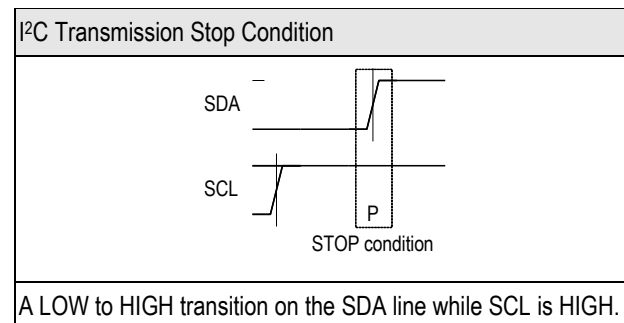 I²C Transmission Stop Condition
SDA
SCL
P
STOP condition
A LOW to HIGH transition on the SDA line while SCL is HIGH.